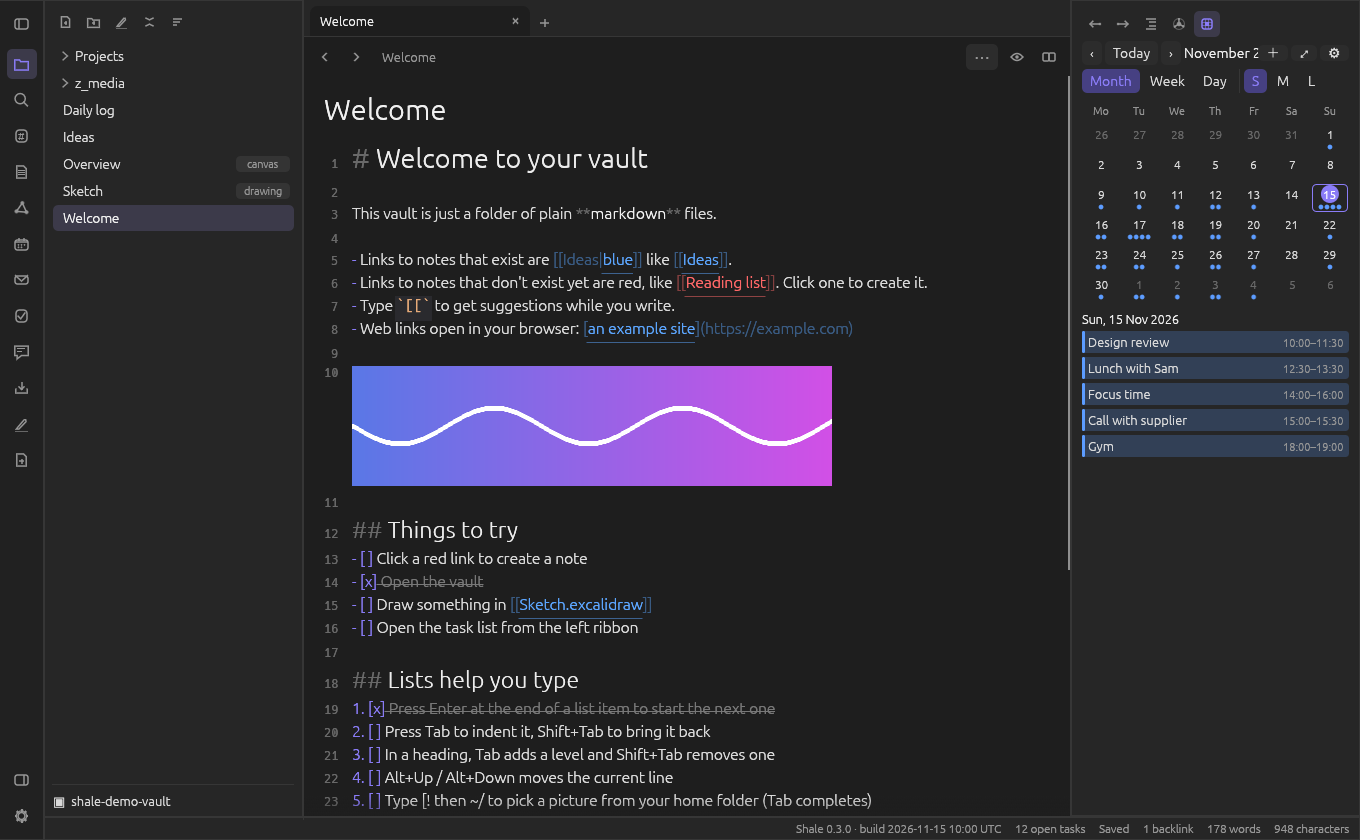 Projects
z_media
Daily log
Ideas
Overview canvas
Sketch drawing
Welcome
shale-demo-vault
Welcome × +
Welcome
Welcome
1 # Welcome to your vault
2
3 This vault is just a folder of plain **markdown** files.
4
5 - Links to notes that exist are [[Ideas|blue]] like [[Ideas]].
6 - Links to notes that don't exist yet are red, like [[Reading list]]. Click one to create it.
7 - Type `[[` to get suggestions while you write.
8 - Web links open in your browser: [an example site](https://example.com)
9
10
11
12 ## Things to try
13 - [ ] Click a red link to create a note
14 - [x] Open the vault
15 - [ ] Draw something in [[Sketch.excalidraw]]
16 - [ ] Open the task list from the left ribbon
17
18 ## Lists help you type
19 1. [x] Press Enter at the end of a list item to start the next one
20 2. [ ] Press Tab to indent it, Shift+Tab to bring it back
21 3. [ ] In a heading, Tab adds a level and Shift+Tab removes one
22 4. [ ] Alt+Up / Alt+Down moves the current line
23 5. [ ] Type [! then ~/ to pick a picture from your home folder (Tab completes)
‹ Today › November 2 +
Month Week Day S M L
Mo Tu We Th Fr Sa Su
26 27 28 29 30 31 1
2 3 4 5 6 7 8
9 10 11 12 13 14 15
16 17 18 19 20 21 22
23 24 25 26 27 28 29
30 1 2 3 4 5 6
Sun, 15 Nov 2026
Design review 10:00–11:30
Lunch with Sam 12:30–13:30
Focus time 14:00–16:00
Call with supplier 15:00–15:30
Gym 18:00–19:00
Shale 0.3.0 · build 2026-11-15 10:00 UTC 12 open tasks Saved 1 backlink 178 words 948 characters